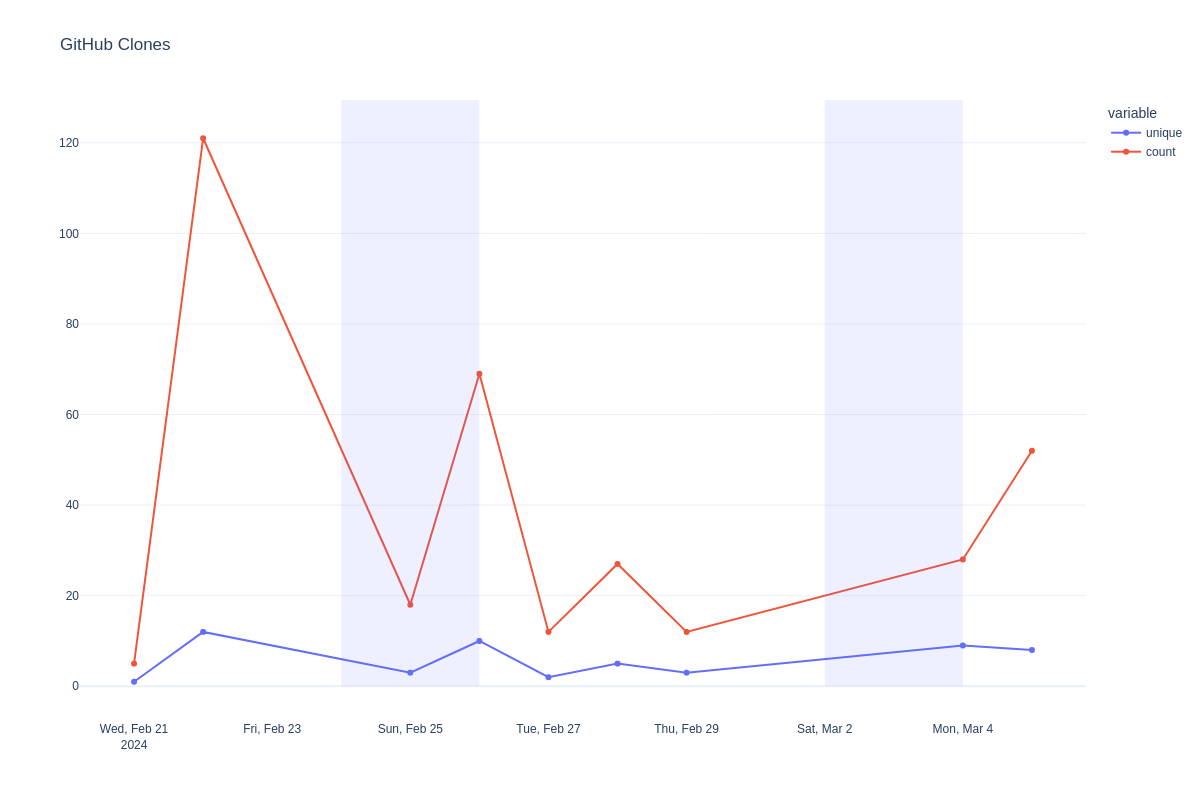 GitHub Clones
variable
unique
count
120
100
80
60
40
20
0
Wed, Feb 21
2024
Fri, Feb 23
Sun, Feb 25
Tue, Feb 27
Thu, Feb 29
Sat, Mar 2
Mon, Mar 4